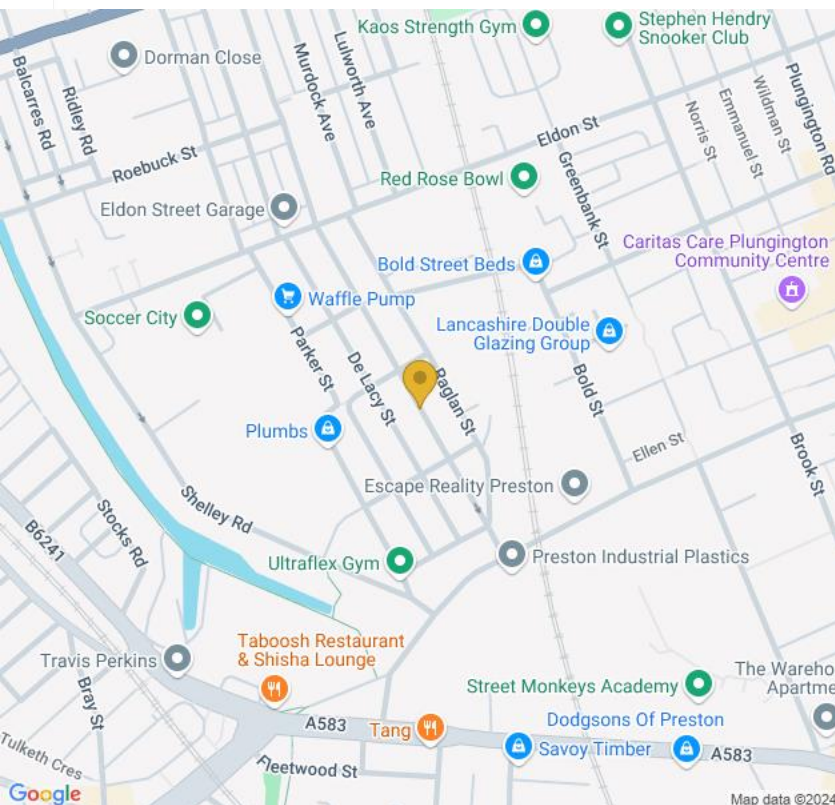 Kaos Strength Gym
Stephen Hendry
Snooker Club
Dorman Close
Balcarres Rd
Ridley Rd
Murdock Ave
Lulworth Ave
Plungington Rd
Wildman St
Emmanuel St
Norris St
Eldon St
Roebuck St
Greenbank St
Red Rose Bowl
Eldon Street Garage
Caritas Care Plungington
Community Centre
Bold Street Beds
Waffle Pump
Soccer City
Lancashire Double
Glazing Group
Parker St
De Lacy St
Raglan St
Bold St
Plumbs
Ellen St
Brook St
Escape Reality Preston
Shelley Rd
Stocks Rd
B6241
Ultraflex Gym
Preston Industrial Plastics
Taboosh Restaurant
& Shisha Lounge
Travis Perkins
Bray St
Street Monkeys Academy
The Wareho
Apartme
A583
Tang
Dodgsons Of Preston
Savoy Timber
A583
Tulketh Cres
Fleetwood St
Google
Map data ©2024